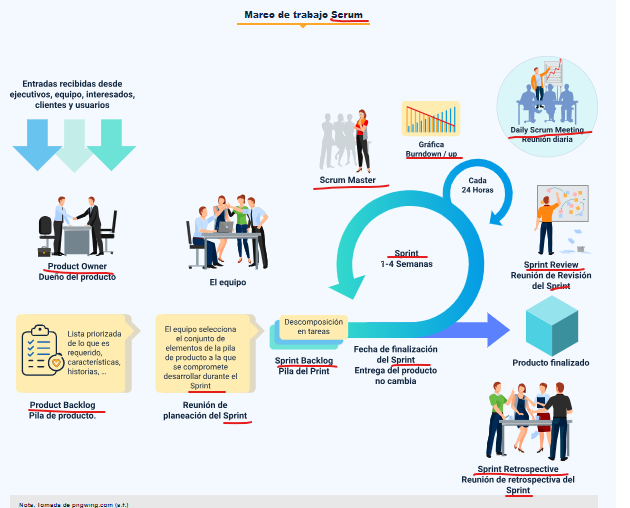 Marco de trabajo Scrum
Entradas recibidas desde
ejecutivos, equipo, interesados,
clientes y usuarios
Product Owner
Dueño del producto
El equipo
Scrum Master
Gráfica
Burndown / up
Daily Scrum Meeting
Reunión diaria
Cada
24 Horas
Sprint
1-4 Semanas
Sprint Review
Reunión de Revisión
del Sprint
Lista priorizada
de lo que es
requerido,
características,
historias, ...
Product Backlog
Pila de producto.
El equipo selecciona
el conjunto de
elementos de la pila
de producto a la que
se compromete
desarrollar durante el
Sprint
Reunión de
planeación del Sprint
Descomposición
en tareas
Sprint Backlog
Pila del Print
Fecha de finalización
del Sprint
Entrega del producto
no cambia
Producto finalizado
Sprint Retrospective
Reunión de retrospectiva del
Sprint
Nota. Tomada de pngwing.com (s.f.)